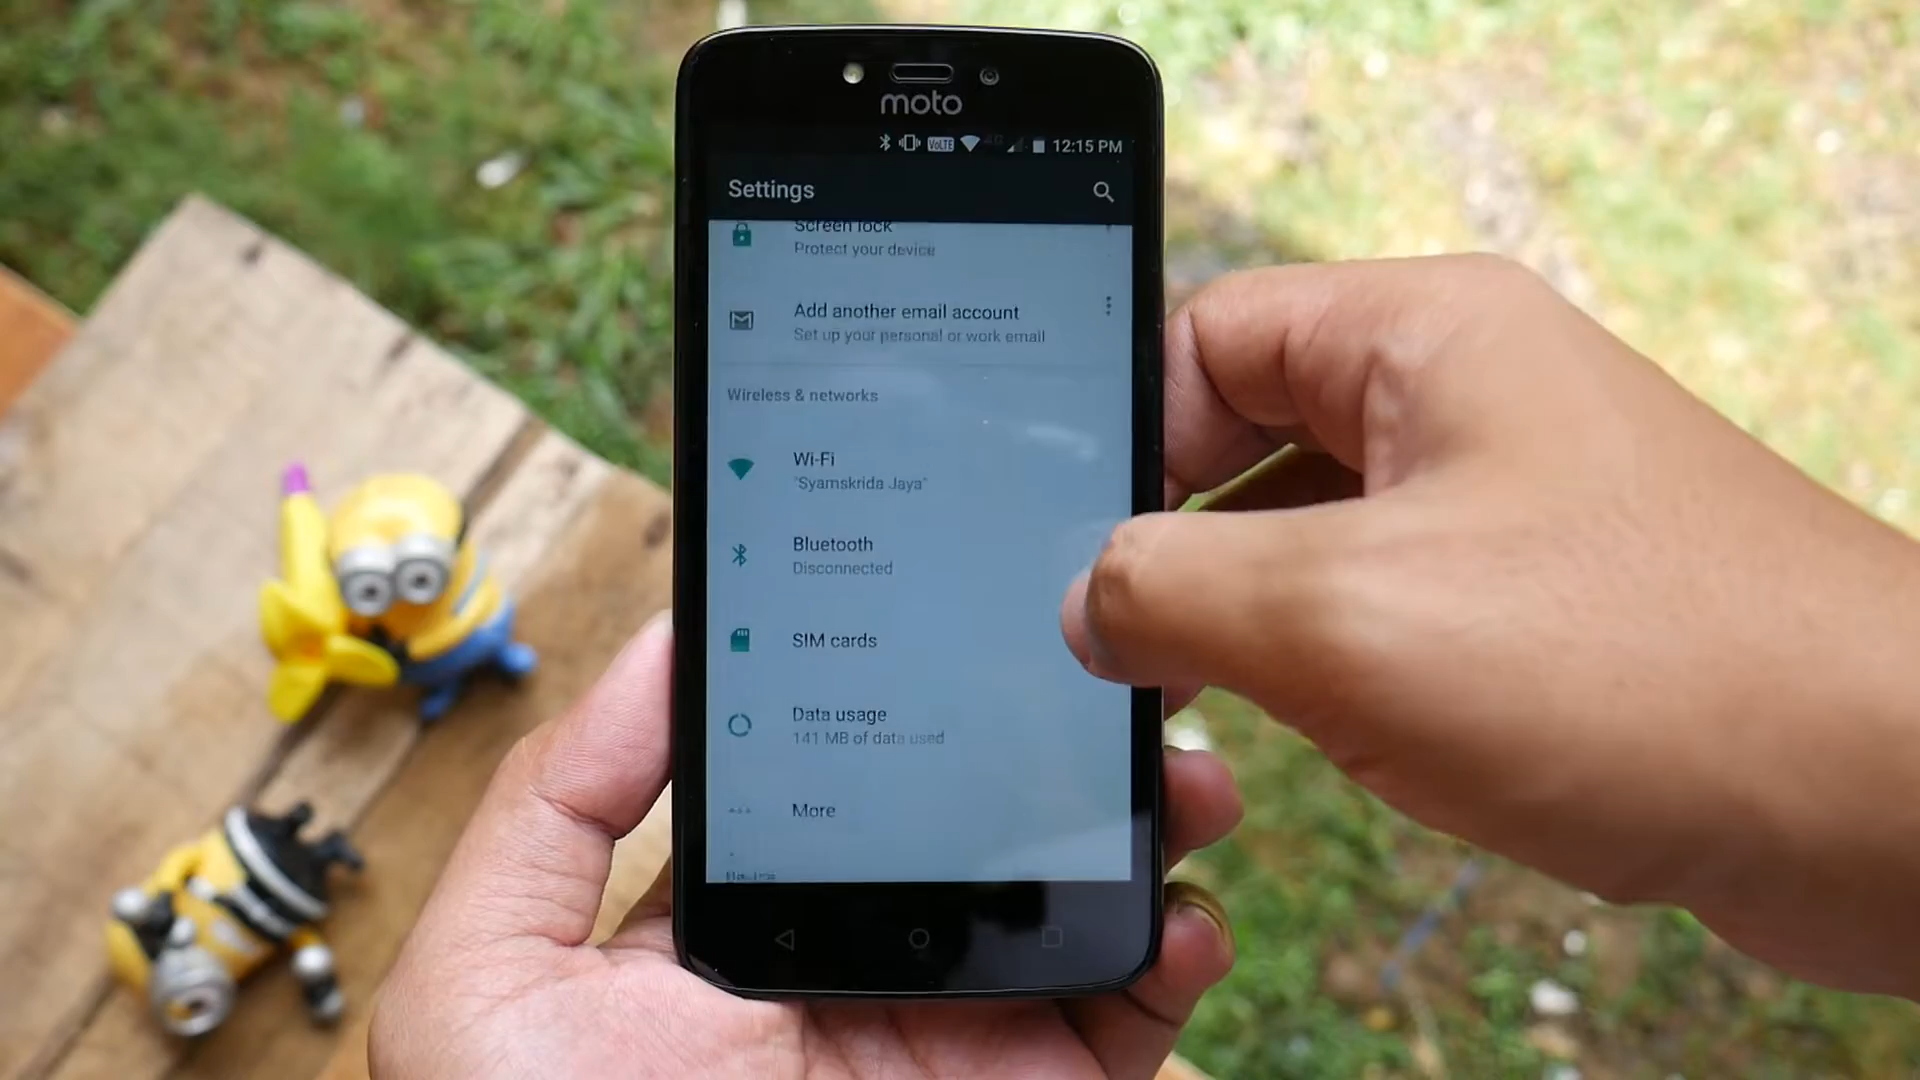 moto
VoLTE 4G 12:15 PM
Settings
Screen lock
Protect your device
Add another email account
Set up your personal or work email
Wireless & networks
Wi-Fi
"Syamskrida Jaya"
Bluetooth
Disconnected
SIM cards
Data usage
141 MB of data used
More